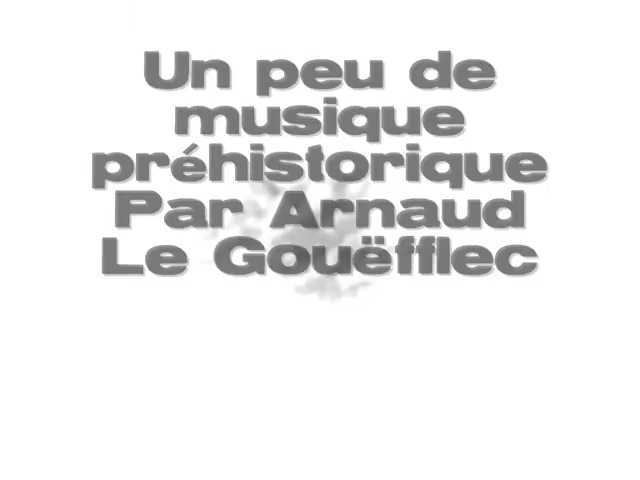 Un peu de
musique
préhistorique
Par Arnaud
Le Gouëfflec